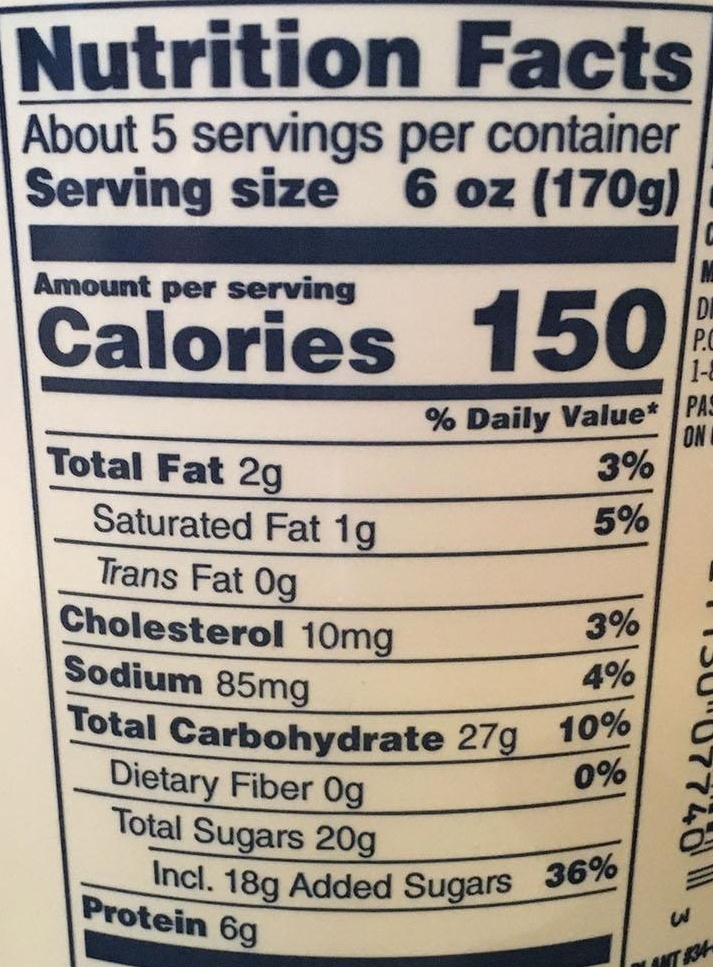 Nutrition Facts
About 5 servings per container
Serving size 6 oz (170g)
Amount per serving
Calories 150
% Daily Value*
Total Fat 2g 3%
Saturated Fat 1g 5%
Trans Fat 0g
Cholesterol 10mg 3%
Sodium 85mg 4%
Total Carbohydrate 27g 10%
Dietary Fiber 0g 0%
Total Sugars 20g
Incl. 18g Added Sugars 36%
Protein 6g